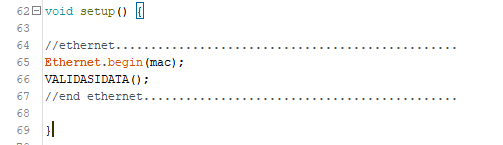 62 void setup() {
63
64 //ethernet................................................
65 Ethernet.begin(mac);
66 VALIDASIDATA();
67 //end ethernet............................................
68
69 }